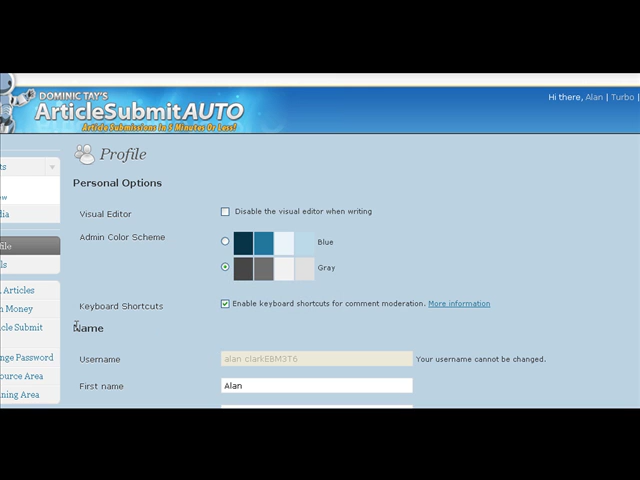 DOMINIC TAY'S
ArticleSubmitAUTO
Article Submissions In 5 Minutes Or Less!
Hi there, Alan | Turbo |
Profile
Personal Options
Visual Editor
Disable the visual editor when writing
Admin Color Scheme
Blue
Gray
Keyboard Shortcuts
Enable keyboard shortcuts for comment moderation. More information
Name
Username
alan clarkEBM3T6
Your username cannot be changed.
First name
Alan
Articles
Money
Submit
Password
Area
Area